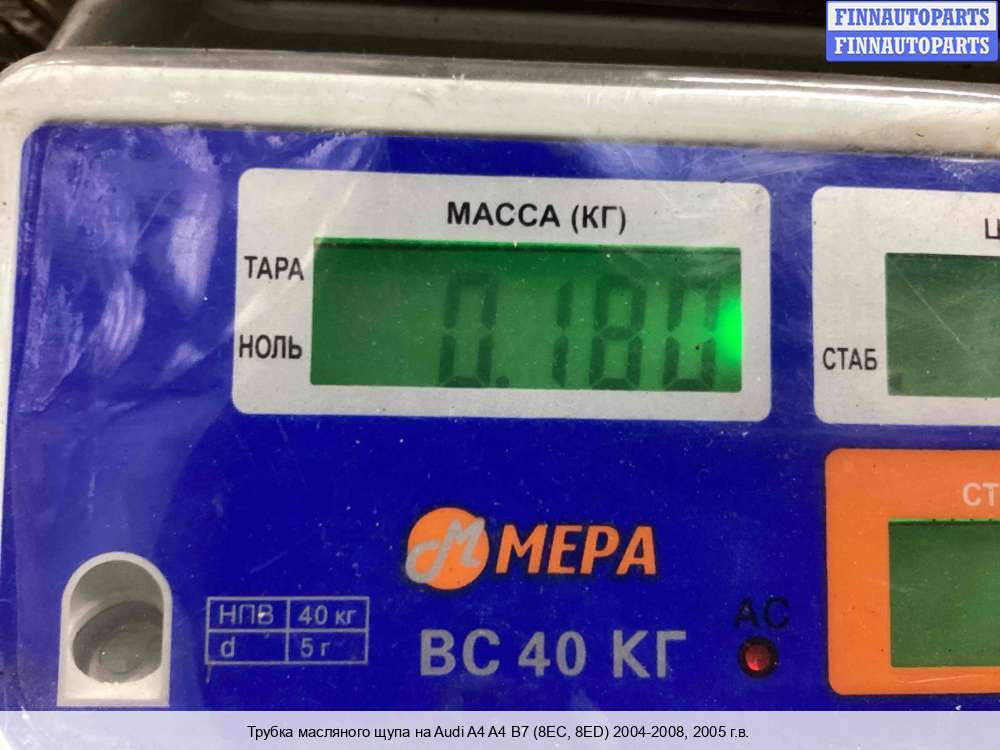 FINNAUTOPARTS
FINNAUTOPARTS
МАССА (КГ)
ТАРА
0.180
НОЛЬ
СТАБ
МЕРА
АС
НПВ 40 кг
d 5 г
ВС 40 КГ
Трубка масляного щупа на Audi A4 A4 B7 (8EC, 8ED) 2004-2008, 2005 г.в.